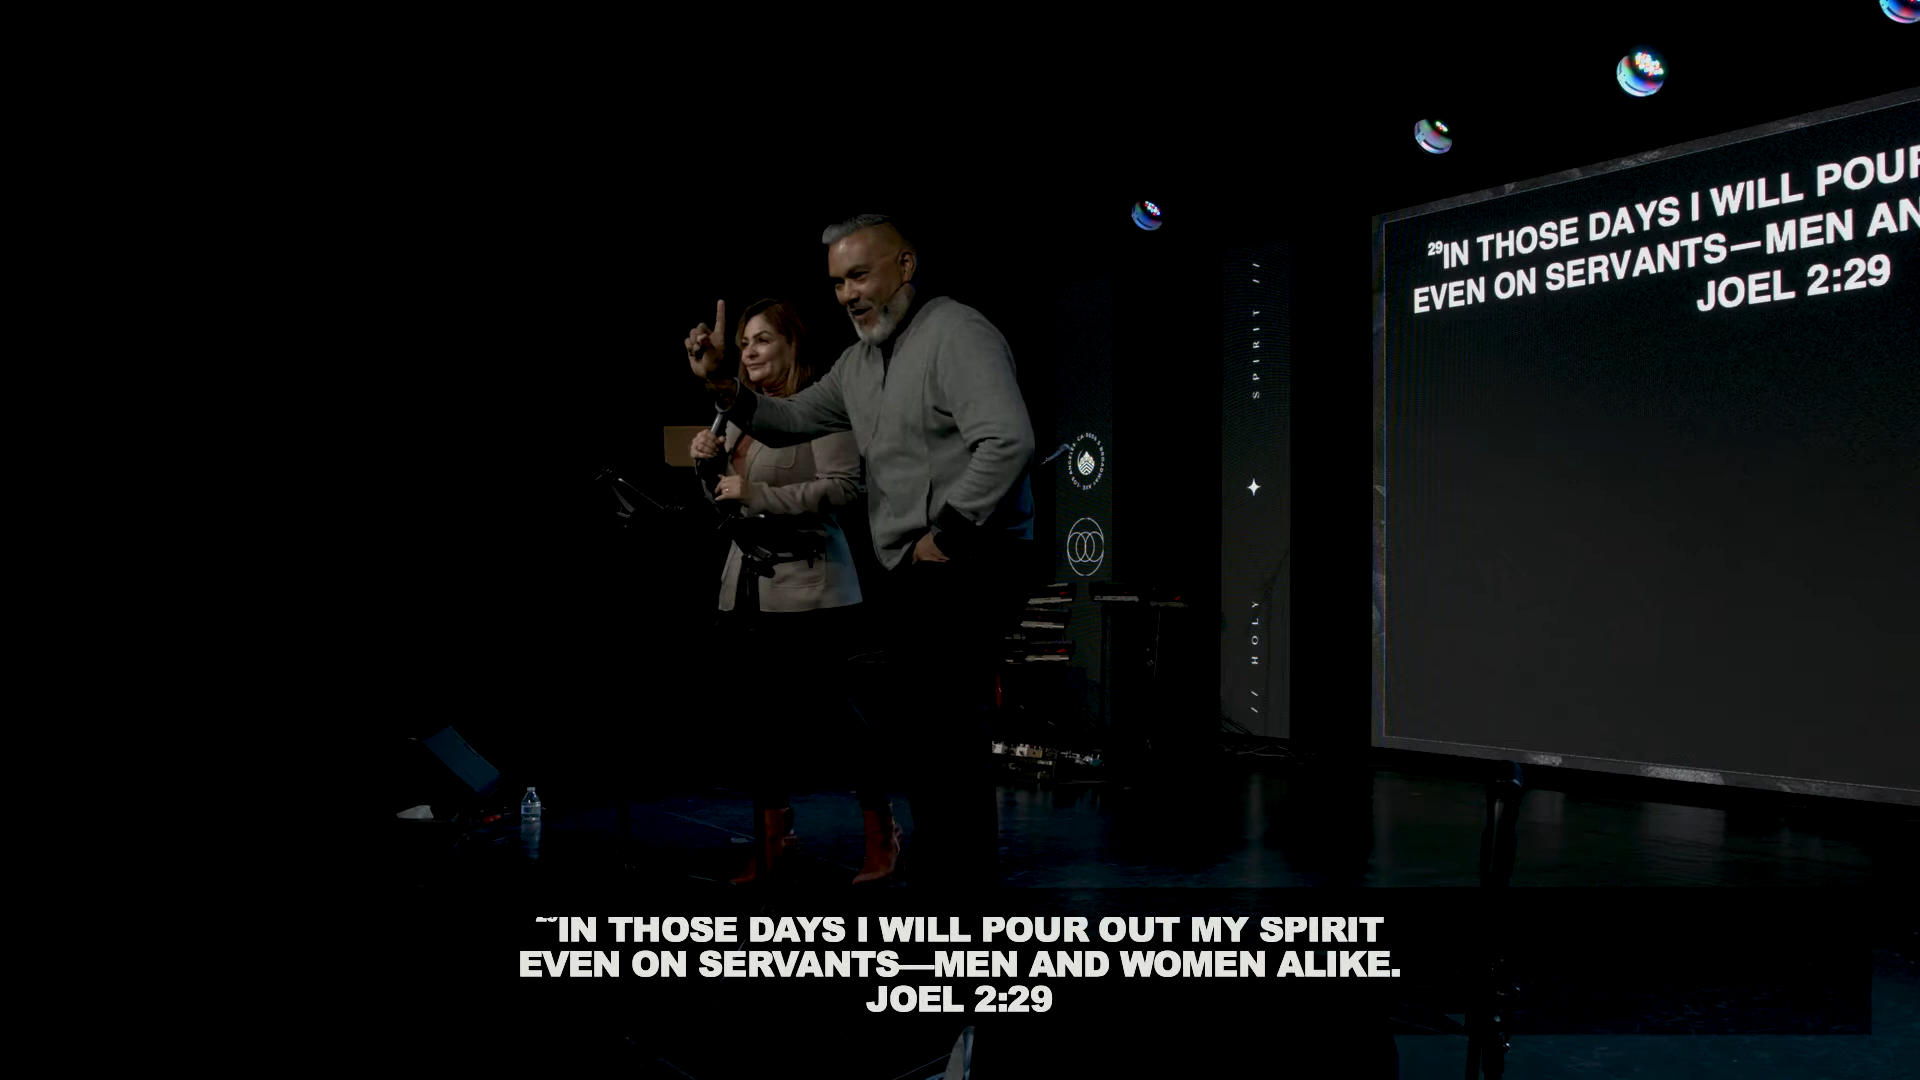 ²⁹IN THOSE DAYS I WILL POUR
EVEN ON SERVANTS—MEN AN
JOEL 2:29
SPIRIT //
// HOLY
IN THOSE DAYS I WILL POUR OUT MY SPIRIT
EVEN ON SERVANTS—MEN AND WOMEN ALIKE.
JOEL 2:29